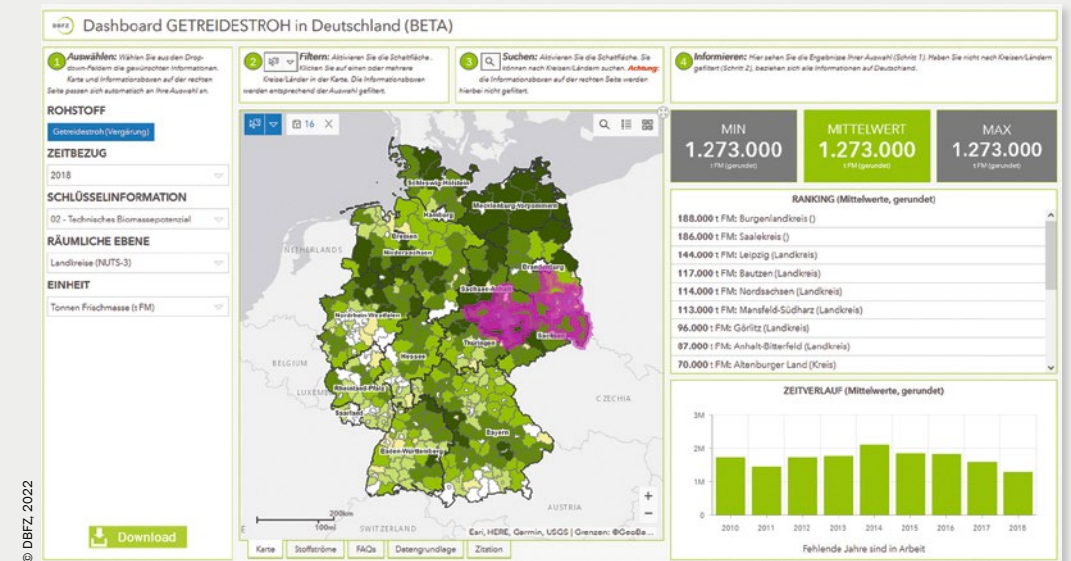 DBFZ
Dashboard GETREIDESTROH in Deutschland (BETA)
1 Auswählen: Wählen Sie aus den Drop-
down-Feldern die gewünschten Informationen.
Karte und Informationsboxen auf der rechten
Seite passen sich automatisch an Ihre Auswahl an.
2 Filtern: Aktivieren Sie die Schaltfläche.
Klicken Sie auf einen oder mehrere
Kreise/Länder in der Karte. Die Informationsboxen
werden entsprechend der Auswahl gefiltert.
3 Suchen: Aktivieren Sie die Schaltfläche. Sie
können nach Kreisen/Ländern suchen. Achtung:
die Informationsboxen auf der rechten Seite werden
hierbei nicht gefiltert.
4 Informieren: Hier sehen Sie die Ergebnisse Ihrer Auswahl (Schritt 1). Haben Sie nicht nach Kreisen/Ländern
gefiltert (Schritt 2), beziehen sich alle Informationen auf Deutschland.
ROHSTOFF
Getreidestroh (Vergärung)
ZEITBEZUG
2018
SCHLÜSSELINFORMATION
02 - Technisches Biomassepotenzial
RÄUMLICHE EBENE
Landkreise (NUTS-3)
EINHEIT
Tonnen Frischmasse (t FM)
Download
16
Schleswig-Holstein
Mecklenburg-Vorpommern
Hamburg
Bremen
Niedersachsen
NETHERLANDS
Brandenburg
Sachsen-Anhalt
Nordrhein-Westfalen
Sachsen
Thüringen
Hessen
BELGIUM
Rheinland-Pfalz
LUXEMB
CZECHIA
Saarland
Bayern
Baden-Württemberg
AUSTRIA
200km
100mi
SWITZERLAND
Esri, HERE, Garmin, USGS | Grenzen: ©GeoBa...
Karte
Stoffströme
FAQs
Datengrundlage
Zitation
MIN
1.273.000
t FM (gerundet)
MITTELWERT
1.273.000
t FM (gerundet)
MAX
1.273.000
t FM (gerundet)
RANKING (Mittelwerte, gerundet)
188.000 t FM: Burgenlandkreis ()
186.000 t FM: Saalekreis ()
144.000 t FM: Leipzig (Landkreis)
117.000 t FM: Bautzen (Landkreis)
114.000 t FM: Nordsachsen (Landkreis)
113.000 t FM: Mansfeld-Südharz (Landkreis)
96.000 t FM: Görlitz (Landkreis)
87.000 t FM: Anhalt-Bitterfeld (Landkreis)
70.000 t FM: Altenburger Land (Kreis)
ZEITVERLAUF (Mittelwerte, gerundet)
3M
2M
1M
0
2010 2011 2012 2013 2014 2015 2016 2017 2018
Fehlende Jahre sind in Arbeit
© DBFZ, 2022